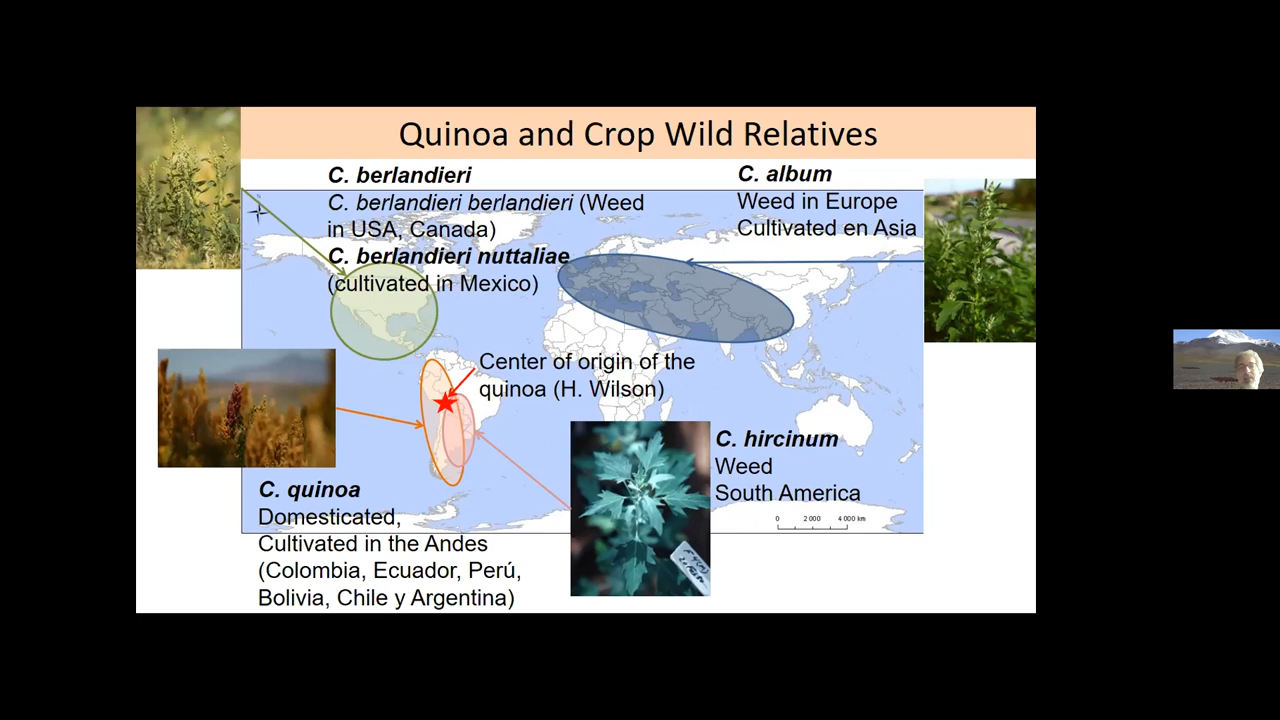 Quinoa and Crop Wild Relatives
C. berlandieri
C. berlandieri berlandieri (Weed
in USA, Canada)
C. berlandieri nuttaliae
(cultivated in Mexico)
C. album
Weed in Europe
Cultivated en Asia
Center of origin of the
quinoa (H. Wilson)
C. hircinum
Weed
South America
0 2 000 4 000 km
C. quinoa
Domesticated,
Cultivated in the Andes
(Colombia, Ecuador, Perú,
Bolivia, Chile y Argentina)